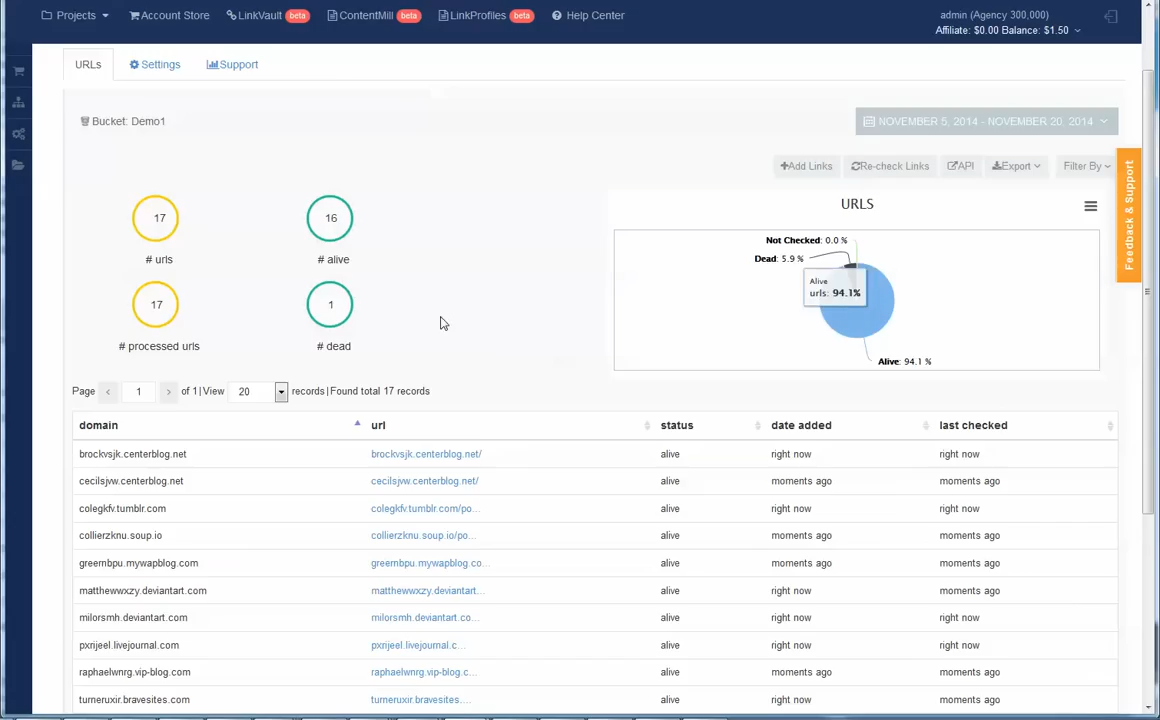 Projects Account Store LinkVault beta ContentMill beta LinkProfiles beta Help Center
admin (Agency 300,000)
Affiliate: $0.00 Balance: $1.50
URLs Settings Support
Bucket: Demo1
NOVEMBER 5, 2014 - NOVEMBER 20, 2014
Add Links Re-check Links API Export Filter By
Feedback & Support
17
# urls
16
# alive
17
# processed urls
1
# dead
URLS
Not Checked: 0.0 %
Dead: 5.9 %
Alive
urls: 94.1%
Alive: 94.1 %
Page 1 of 1 | View 20 records | Found total 17 records
domain url status date added last checked
brockvsjk.centerblog.net brockvsjk.centerblog.net/ alive right now right now
cecilsjvw.centerblog.net cecilsjvw.centerblog.net/ alive moments ago moments ago
colegkfv.tumblr.com colegkfv.tumblr.com/po... alive right now right now
collierzknu.soup.io collierzknu.soup.io/po... alive moments ago moments ago
greernbpu.mywapblog.com greernbpu.mywapblog.co... alive moments ago moments ago
matthewwxzy.deviantart.com matthewwxzy.deviantart... alive moments ago moments ago
milorsmh.deviantart.com milorsmh.deviantart.co... alive right now right now
pxrijeel.livejournal.com pxrijeel.livejournal.c... alive right now right now
raphaelwnrg.vip-blog.com raphaelwnrg.vip-blog.c... alive moments ago moments ago
turneruxir.bravesites.com turneruxir.bravesites.... alive right now moments ago